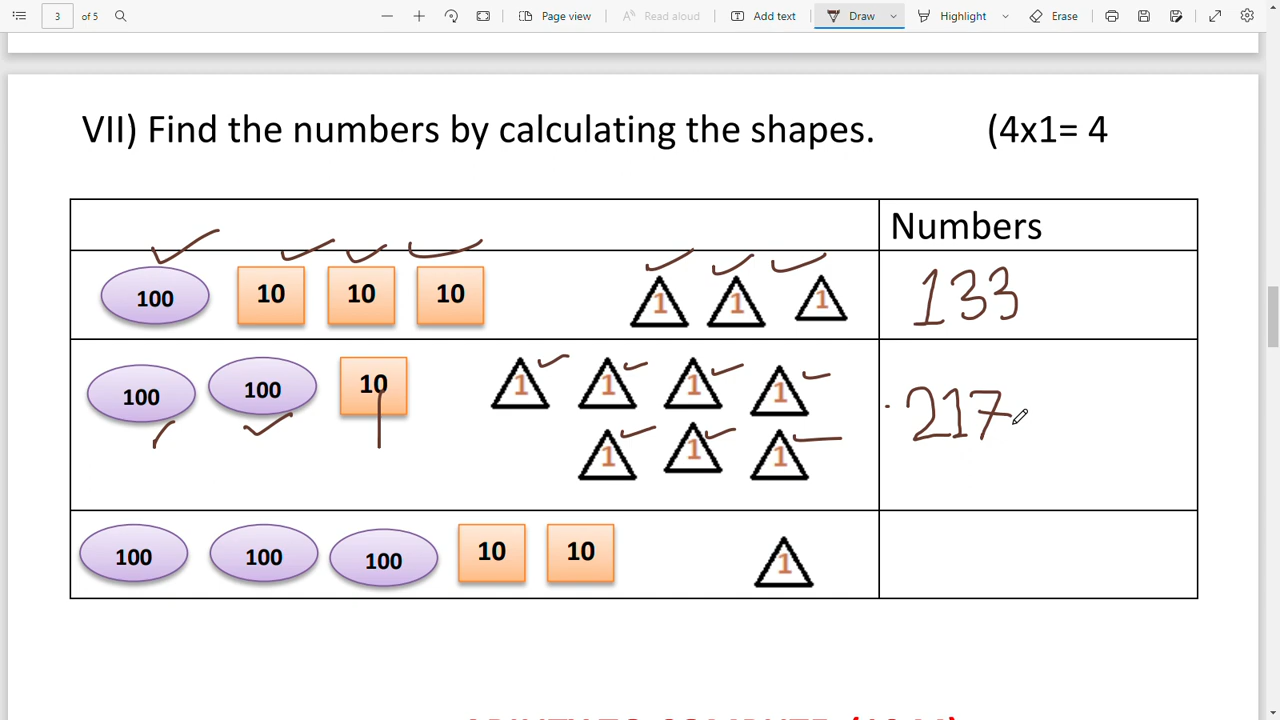 3 of 5 Page view Read aloud Add text Draw Highlight Erase
VII) Find the numbers by calculating the shapes. (4x1= 4
Numbers
100 10 10 10 1 1 1 133
100 100 10 1 1 1 1 217
1 1 1
100 100 100 10 10 1